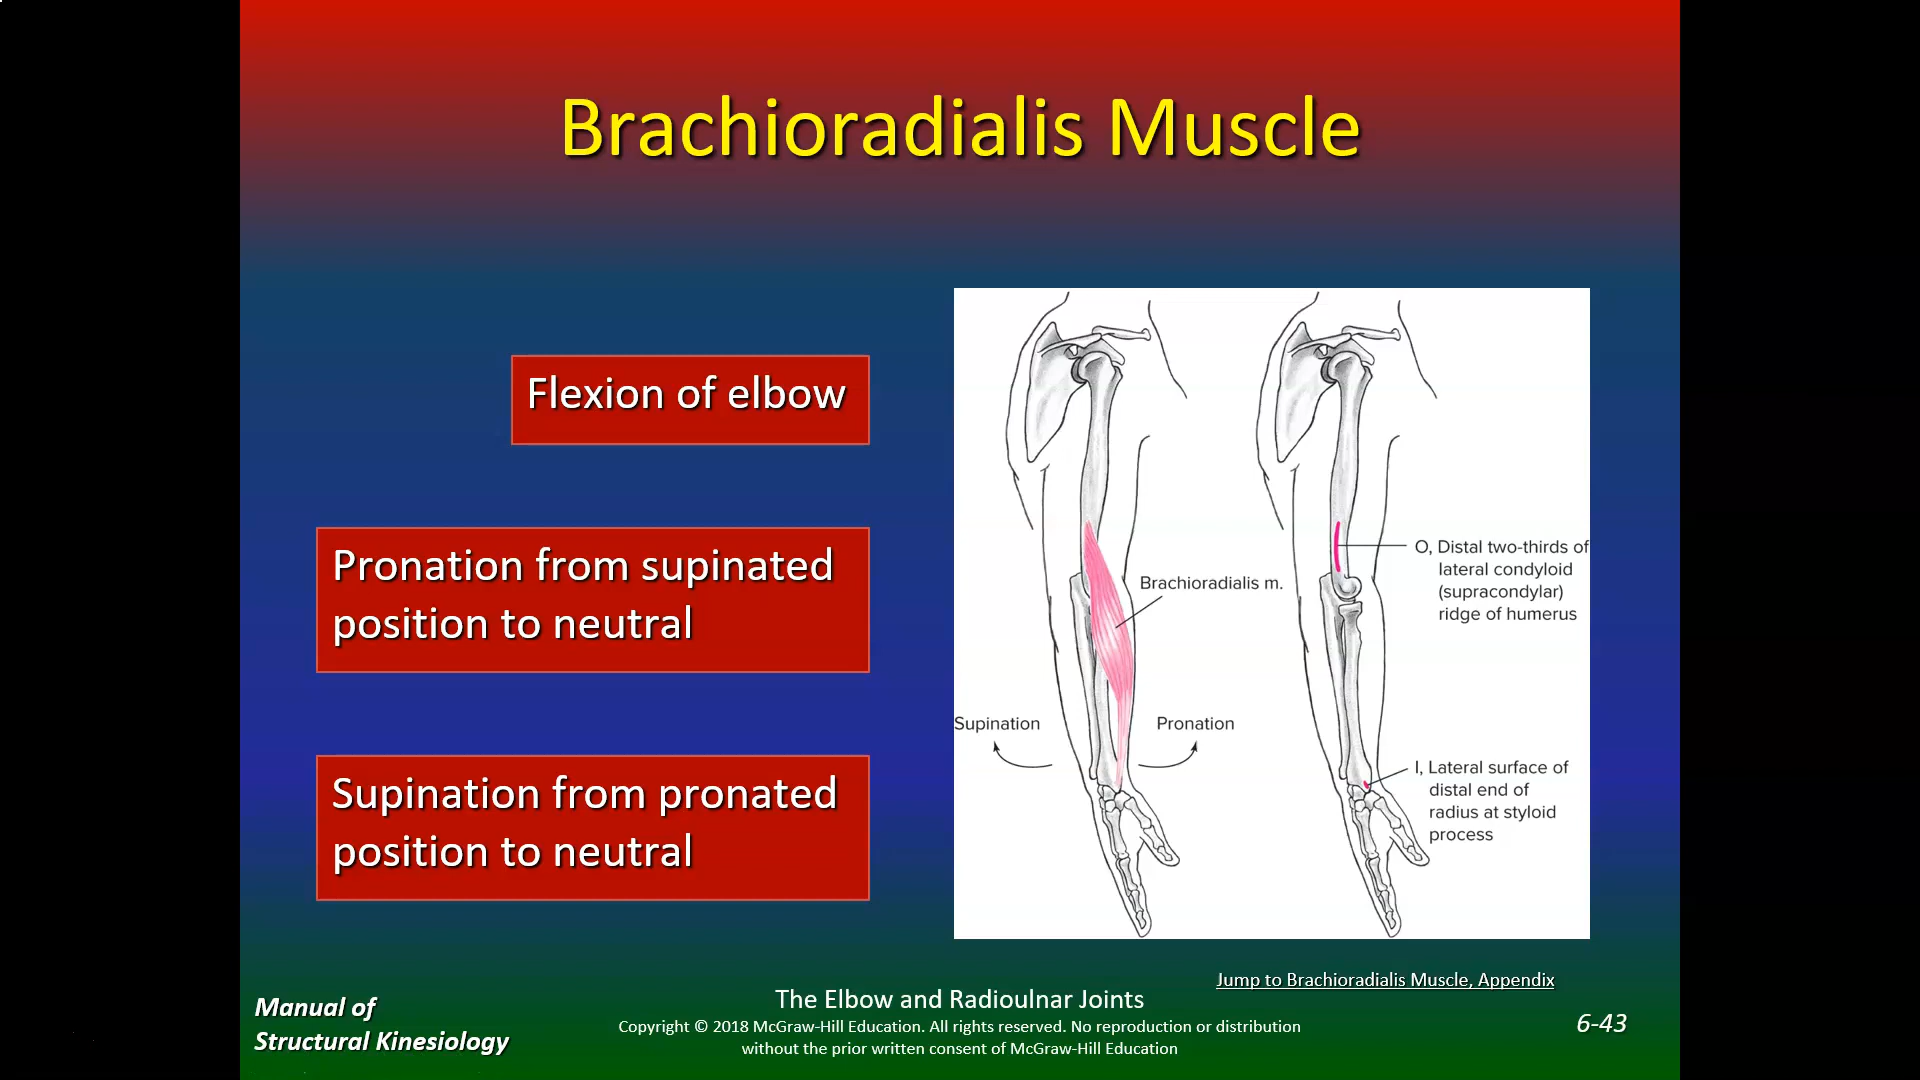 Brachioradialis Muscle
Flexion of elbow
Pronation from supinated
position to neutral
Supination from pronated
position to neutral
Brachioradialis m.
Supination
Pronation
O, Distal two-thirds of
lateral condyloid
(supracondylar)
ridge of humerus
I, Lateral surface of
distal end of
radius at styloid
process
Jump to Brachioradialis Muscle, Appendix
Manual of
Structural Kinesiology
The Elbow and Radioulnar Joints
Copyright © 2018 McGraw-Hill Education. All rights reserved. No reproduction or distribution
without the prior written consent of McGraw-Hill Education
6-43